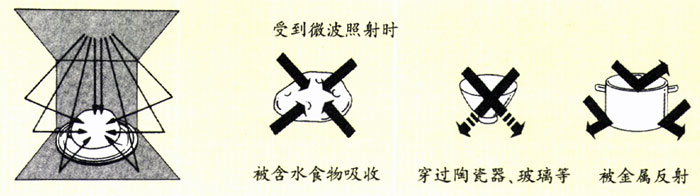 受到微波照射时
被含水食物吸收
穿过陶瓷器、玻璃等
被金属反射